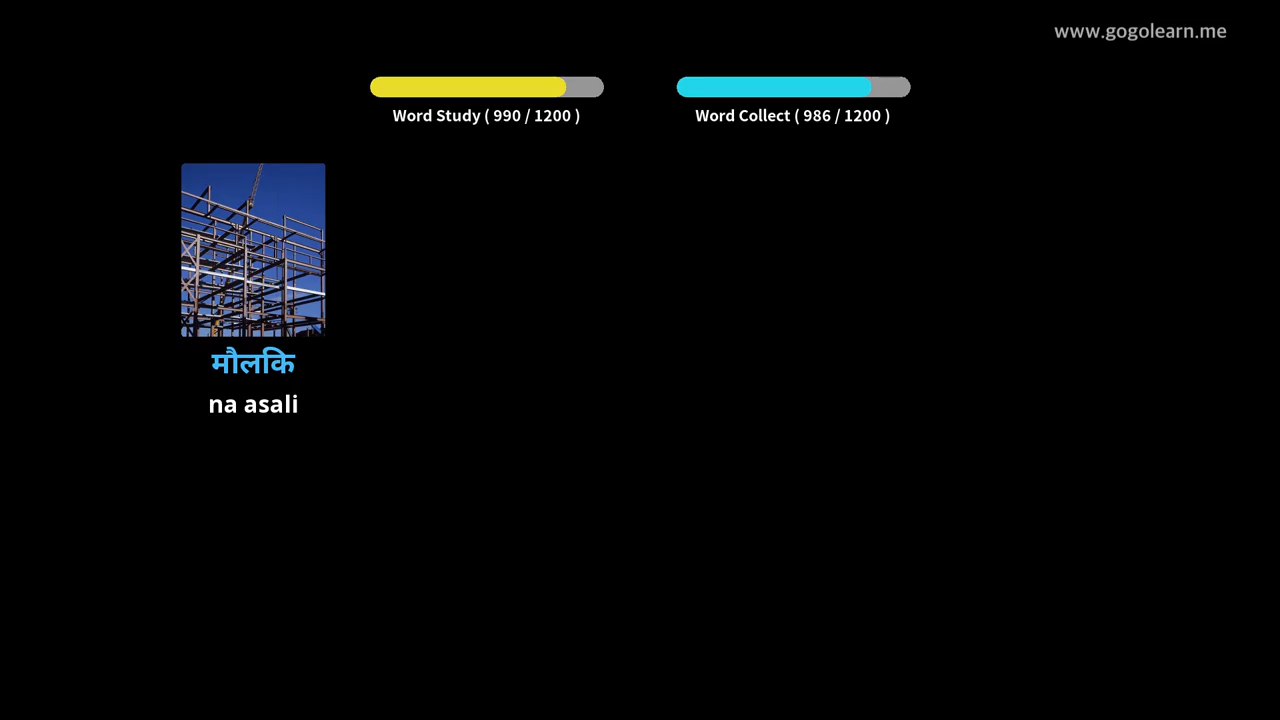 www.gogolearn.me
Word Study ( 990 / 1200 )
Word Collect ( 986 / 1200 )
मौलकि
na asali